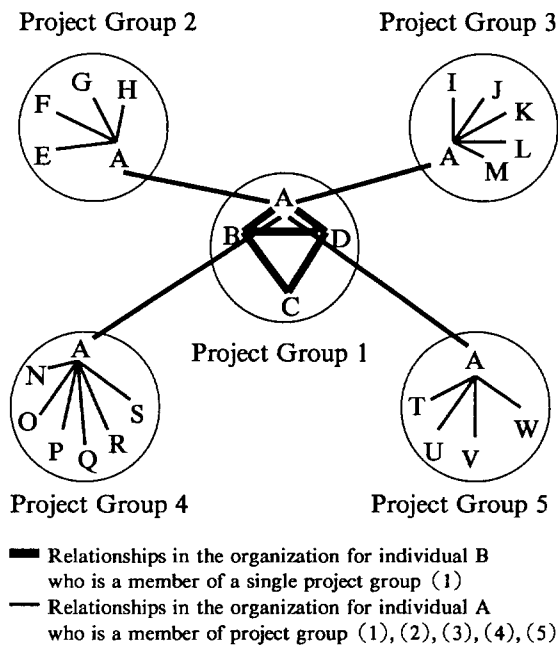 Project Group 2
Project Group 3
G
H
F
E
A
I
J
K
L
A
M
A
B
D
C
Project Group 1
A
N
O
P
Q
R
S
A
T
U
V
W
Project Group 4
Project Group 5
Relationships in the organization for individual B
who is a member of a single project group (1)
Relationships in the organization for individual A
who is a member of project group (1), (2), (3), (4), (5)